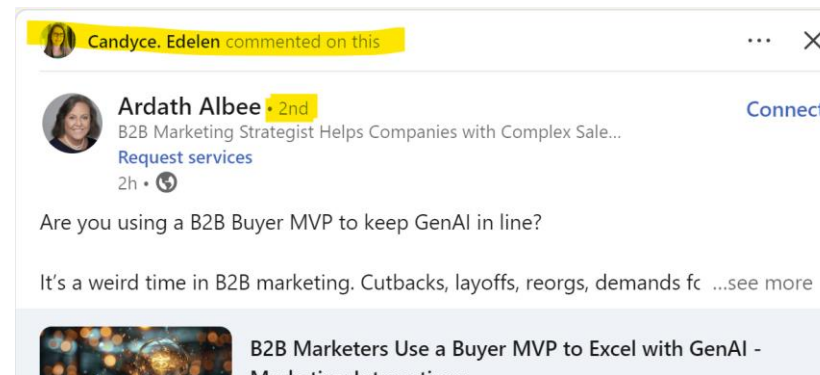 Candyce. Edelen commented on this
Ardath Albee • 2nd
Connect
B2B Marketing Strategist Helps Companies with Complex Sale...
Request services
2h •
Are you using a B2B Buyer MVP to keep GenAI in line?
It's a weird time in B2B marketing. Cutbacks, layoffs, reorgs, demands fo ...see more
B2B Marketers Use a Buyer MVP to Excel with GenAI -